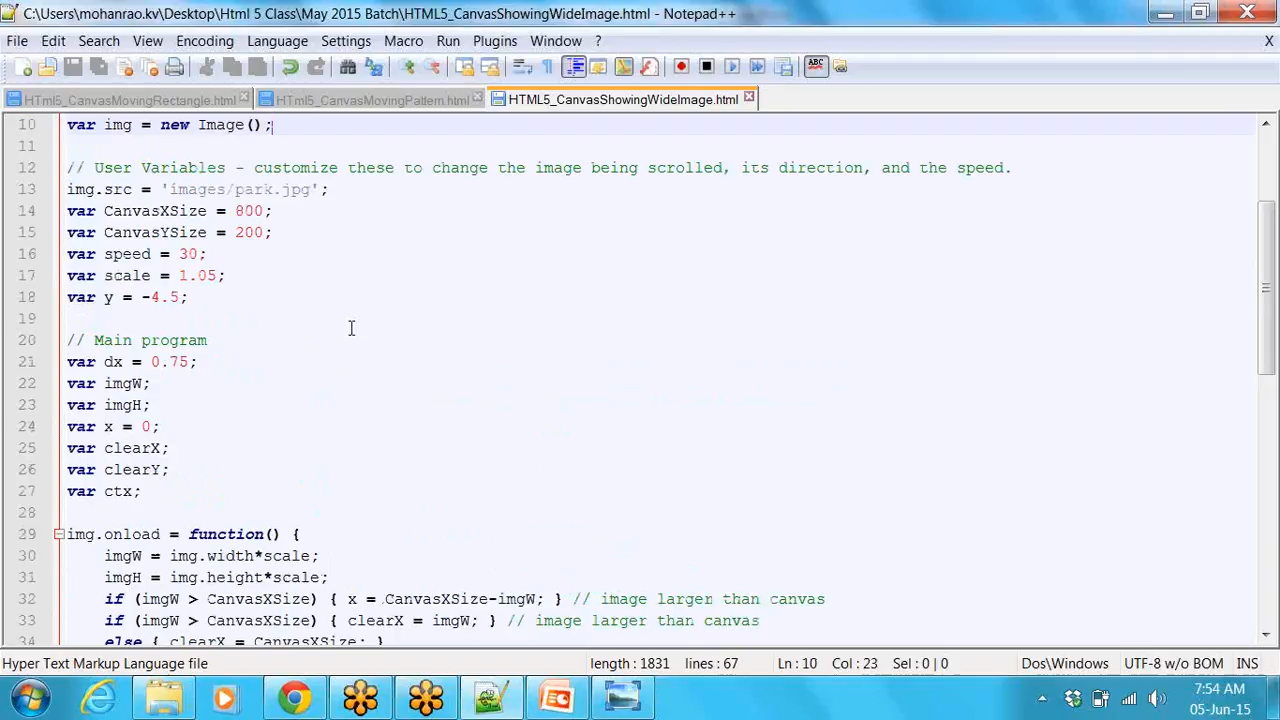 C:\Users\mohanrao.kv\Desktop\Html 5 Class\May 2015 Batch\HTML5_CanvasShowingWideImage.html - Notepad++
File Edit Search View Encoding Language Settings Macro Run Plugins Window ? X
ABC
HTml5_CanvasMovingRectangle.html HTml5_CanvasMovingPattern.html HTML5_CanvasShowingWideImage.html
10 var img = new Image();
11
12 // User Variables - customize these to change the image being scrolled, its direction, and the speed.
13 img.src = 'images/park.jpg';
14 var CanvasXSize = 800;
15 var CanvasYSize = 200;
16 var speed = 30;
17 var scale = 1.05;
18 var y = -4.5;
19
20 // Main program
21 var dx = 0.75;
22 var imgW;
23 var imgH;
24 var x = 0;
25 var clearX;
26 var clearY;
27 var ctx;
28
29 img.onload = function() {
30 imgW = img.width*scale;
31 imgH = img.height*scale;
32 if (imgW > CanvasXSize) { x = CanvasXSize-imgW; } // image larger than canvas
33 if (imgW > CanvasXSize) { clearX = imgW; } // image larger than canvas
34 else { clearX = CanvasXSize; }
Hyper Text Markup Language file length : 1831 lines : 67 Ln : 10 Col : 23 Sel : 0 | 0 Dos\Windows UTF-8 w/o BOM INS
7:54 AM
05-Jun-15